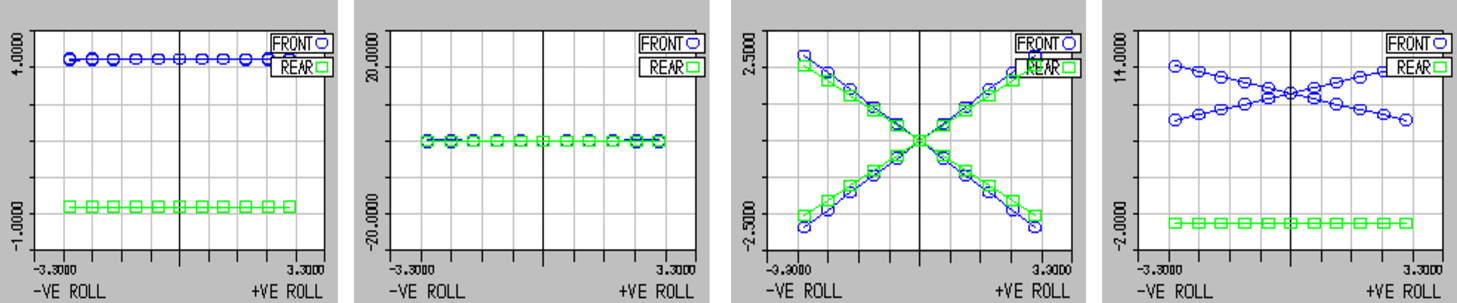 4.0000
FRONT
REAR
-1.0000
-3.3000 3.3000
-VE ROLL +VE ROLL
20.0000
FRONT
REAR
-20.0000
-3.3000 3.3000
-VE ROLL +VE ROLL
2.5000
FRONT
REAR
-2.5000
-3.9000 3.9000
-VE ROLL +VE ROLL
14.0000
FRONT
REAR
-2.0000
-3.3000 3.3000
-VE ROLL +VE ROLL